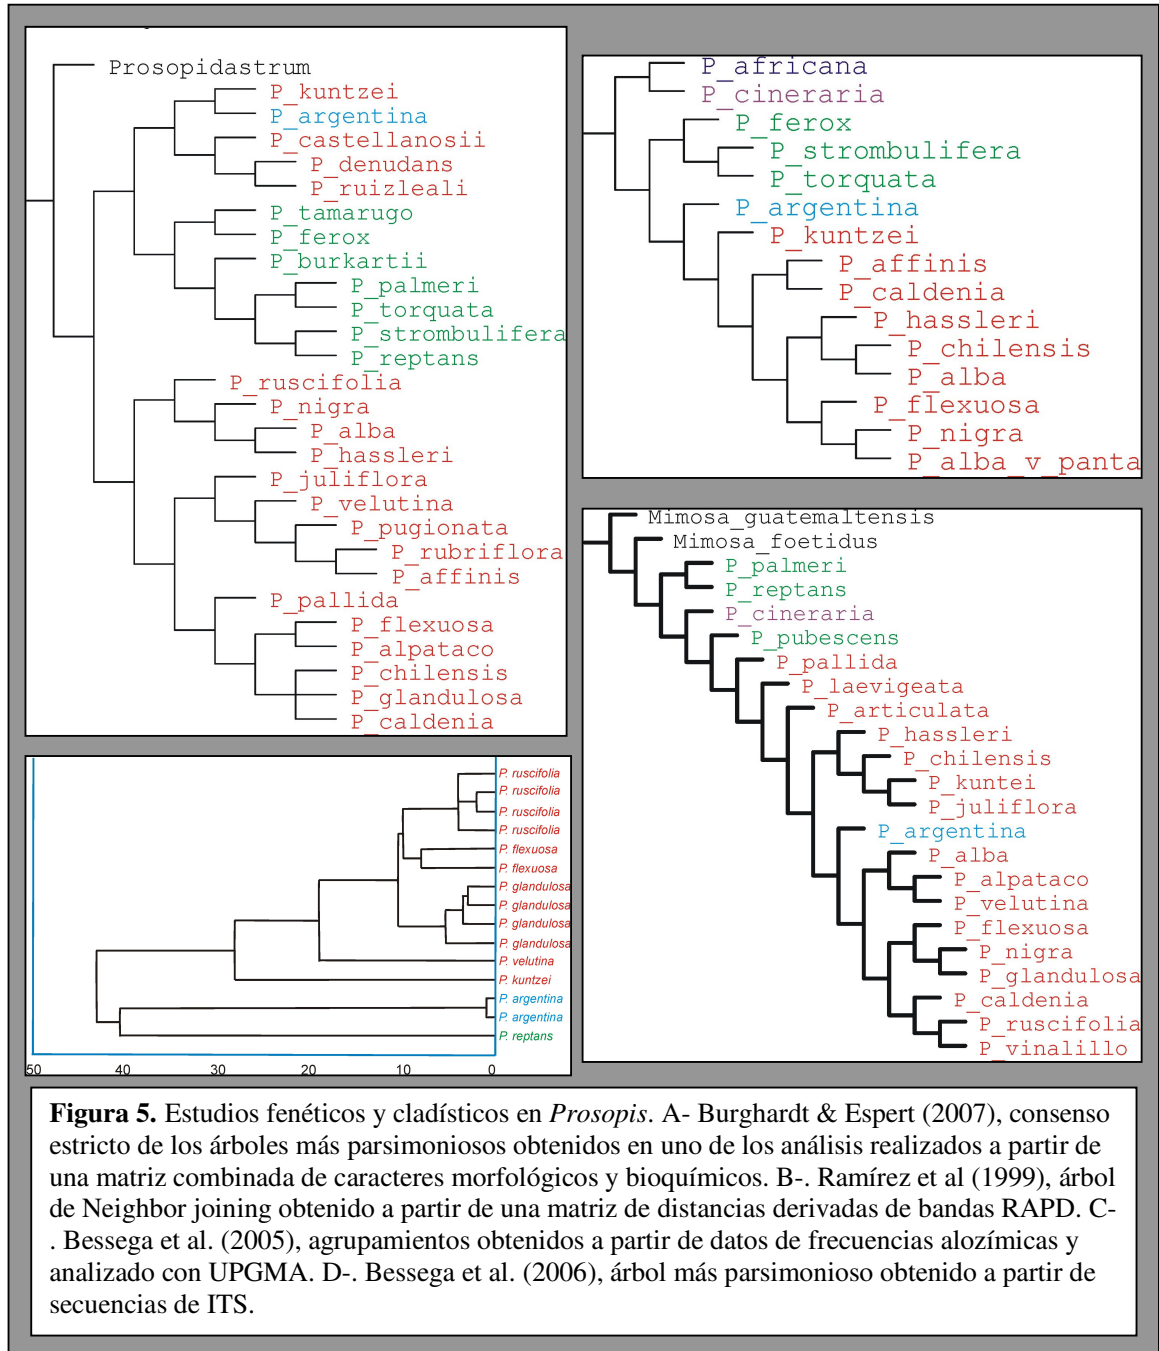 Prosopidastrum
P_kuntzei
P_argentina
P_castellanosii
P_denudans
P_ruizleali
P_tamarugo
P_ferox
P_burkartii
P_palmeri
P_torquata
P_strombulifera
P_reptans
P_ruscifolia
P_nigra
P_alba
P_hassleri
P_juliflora
P_velutina
P_pugionata
P_rubriflora
P_affinis
P_pallida
P_flexuosa
P_alpataco
P_chilensis
P_glandulosa
P_caldenia
P_africana
P_cineraria
P_ferox
P_strombulifera
P_torquata
P_argentina
P_kuntzei
P_affinis
P_caldenia
P_hassleri
P_chilensis
P_alba
P_flexuosa
P_nigra
P_alba_v_panta
P. ruscifolia
P. ruscifolia
P. ruscifolia
P. ruscifolia
P. flexuosa
P. flexuosa
P. glandulosa
P. glandulosa
P. glandulosa
P. glandulosa
P. velutina
P. kuntzei
P. argentina
P. argentina
P. reptans
50 40 30 20 10 0
Mimosa_guatemaltensis
Mimosa_foetidus
P_palmeri
P_reptans
P_cineraria
P_pubescens
P_pallida
P_laevigeata
P_articulata
P_hassleri
P_chilensis
P_kuntei
P_juliflora
P_argentina
P_alba
P_alpataco
P_velutina
P_flexuosa
P_nigra
P_glandulosa
P_caldenia
P_ruscifolia
P_vinalillo
Figura 5. Estudios fenéticos y cladísticos en Prosopis. A- Burghardt & Espert (2007), consenso
estricto de los árboles más parsimoniosos obtenidos en uno de los análisis realizados a partir de
una matriz combinada de caracteres morfológicos y bioquímicos. B-. Ramírez et al (1999), árbol
de Neighbor joining obtenido a partir de una matriz de distancias derivadas de bandas RAPD. C-
. Bessega et al. (2005), agrupamientos obtenidos a partir de datos de frecuencias alozímicas y
analizado con UPGMA. D-. Bessega et al. (2006), árbol más parsimonioso obtenido a partir de
secuencias de ITS.